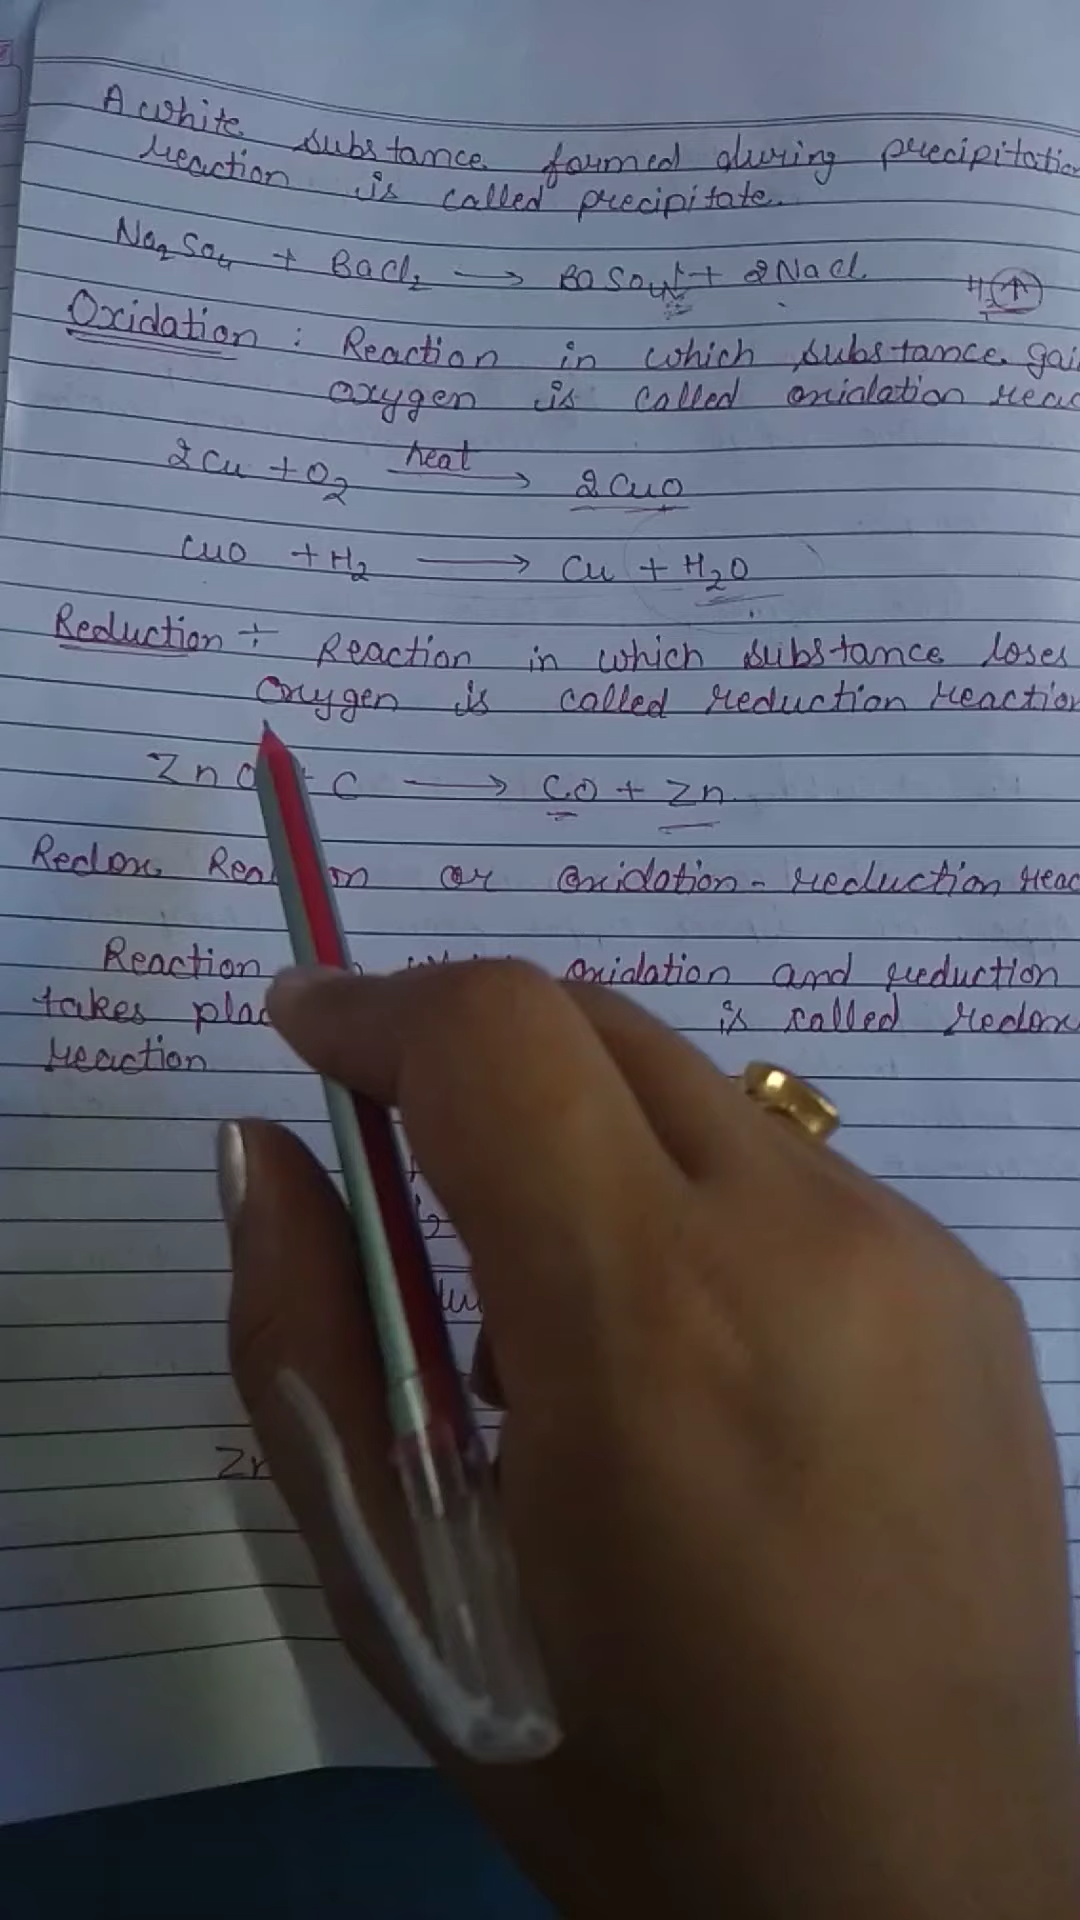 A white substance formed during precipitation
reaction is called precipitate.
Na2SO4 + BaCl2 → BaSO4↓ + 2NaCl
Oxidation : Reaction in which substance gai
oxygen is called oxidation reac
2Cu + O2 heat → 2CuO
CuO + H2 → Cu + H2O
Reduction ÷ Reaction in which substance loses
oxygen is called reduction reaction
ZnO + C → CO + Zn
Redox Rea on or oxidation - reduction reac
Reaction oxidation and reduction
takes plac is called redox
reaction
Zn